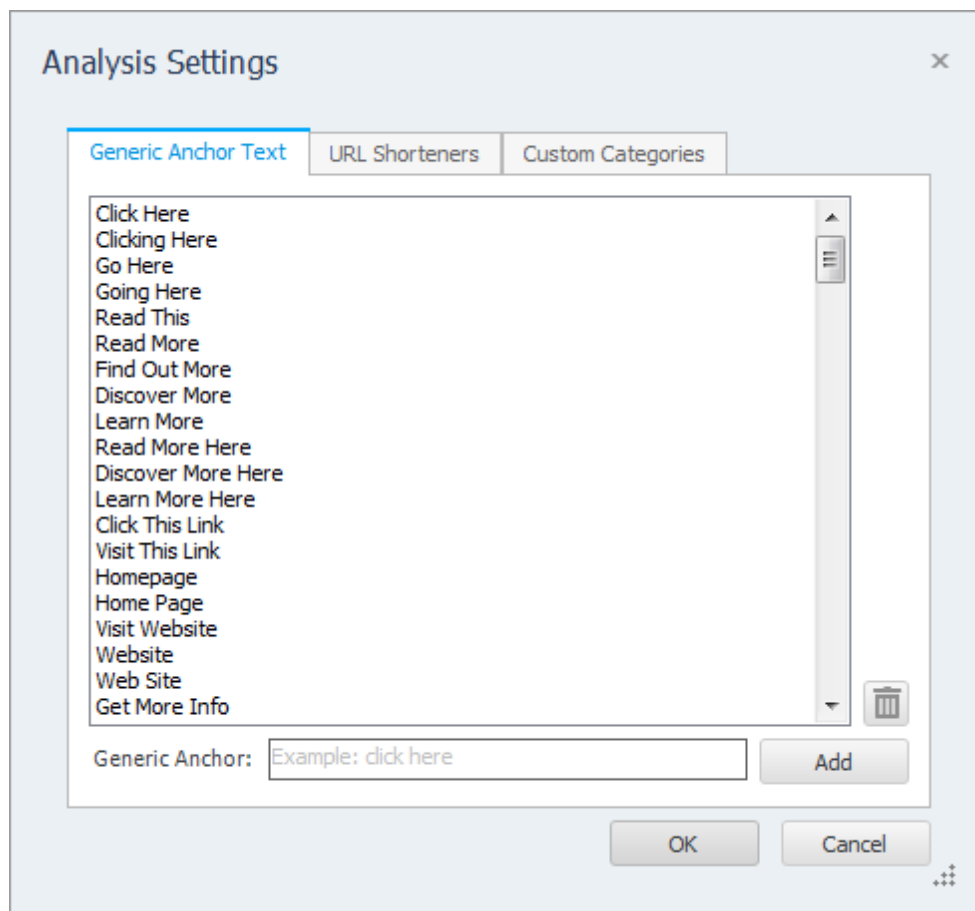 Analysis Settings
Generic Anchor Text
URL Shorteners
Custom Categories
Click Here
Clicking Here
Go Here
Going Here
Read This
Read More
Find Out More
Discover More
Learn More
Read More Here
Discover More Here
Learn More Here
Click This Link
Visit This Link
Homepage
Home Page
Visit Website
Website
Web Site
Get More Info
Generic Anchor:
Example: click here
Add
OK
Cancel